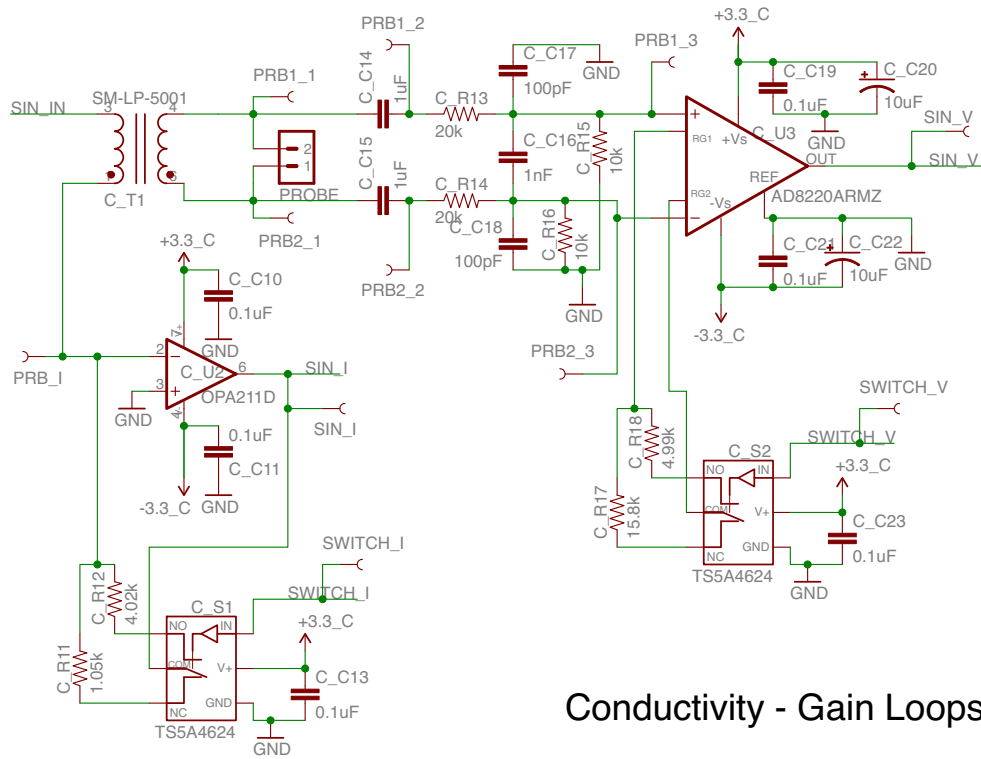 +3.3_C
PRB1_2
C_C17
PRB1_3
GND
C_C19
C_C20
C_C14
1uF
100pF
0.1uF
10uF
PRB1_1
SM-LP-5001
SIN_IN
3
4
C_R13
20k
C_R15
10k
GND
SIN_V
C_U3
+
RG1
+Vs
OUT
SIN_V
2
1
PROBE
C_C15
1uF
C_C16
1nF
C_R14
20k
RG2
-Vs
REF
AD8220ARMZ
1
6
C_T1
PRB2_1
C_C18
100pF
C_R16
10k
-
C_C21
0.1uF
C_C22
10uF
GND
+3.3_C
PRB2_2
GND
C_C10
0.1uF
-3.3_C
7
V+
GND
PRB_I
2
-
C_U2
6
SIN_I
3
+
OPA211D
GND
4
PRB2_3
SIN_I
0.1uF
C_C11
-3.3_C
GND
SWITCH_V
C_R18
4.99k
C_S2
SWITCH_V
+3.3_C
NO
IN
COM
V+
NC
GND
C_R17
15.8k
TS5A4624
C_C23
0.1uF
GND
SWITCH_I
C_R12
4.02k
C_S1
SWITCH_I
+3.3_C
NO
IN
COM
V+
NC
GND
C_R11
1.05k
TS5A4624
C_C13
0.1uF
GND
Conductivity - Gain Loops